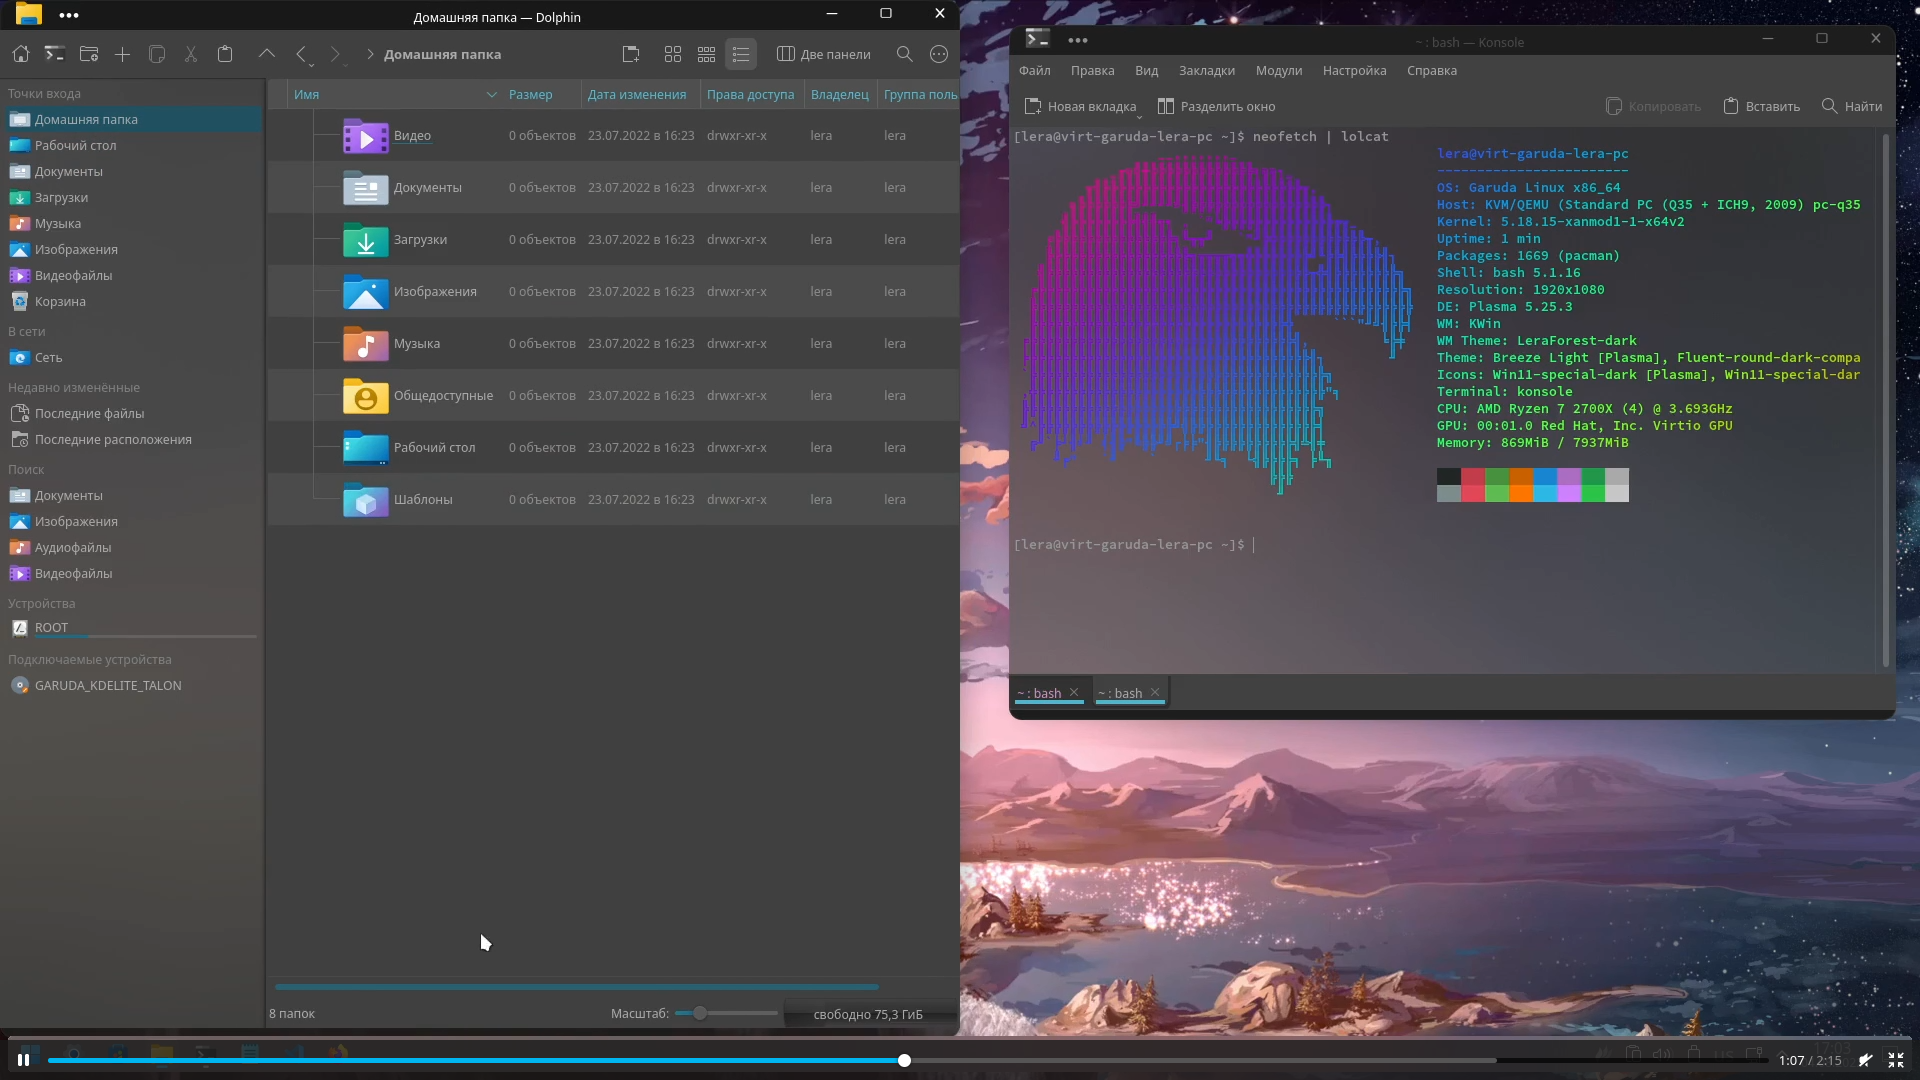 Домашняя папка — Dolphin
Домашняя папка
Две панели
Точки входа
Домашняя папка
Рабочий стол
Документы
Загрузки
Музыка
Изображения
Видеофайлы
Корзина
В сети
Сеть
Недавно изменённые
Последние файлы
Последние расположения
Поиск
Документы
Изображения
Аудиофайлы
Видеофайлы
Устройства
ROOT
Подключаемые устройства
GARUDA_KDELITE_TALON
Имя Размер Дата изменения Права доступа Владелец Группа поль
Видео 0 объектов 23.07.2022 в 16:23 drwxr-xr-x lera lera
Документы 0 объектов 23.07.2022 в 16:23 drwxr-xr-x lera lera
Загрузки 0 объектов 23.07.2022 в 16:23 drwxr-xr-x lera lera
Изображения 0 объектов 23.07.2022 в 16:23 drwxr-xr-x lera lera
Музыка 0 объектов 23.07.2022 в 16:23 drwxr-xr-x lera lera
Общедоступные 0 объектов 23.07.2022 в 16:23 drwxr-xr-x lera lera
Рабочий стол 0 объектов 23.07.2022 в 16:23 drwxr-xr-x lera lera
Шаблоны 0 объектов 23.07.2022 в 16:23 drwxr-xr-x lera lera
8 папок Масштаб: свободно 75,3 ГиБ
~ : bash — Konsole
Файл Правка Вид Закладки Модули Настройка Справка
Новая вкладка Разделить окно Копировать Вставить Найти
[lera@virt-garuda-lera-pc ~]$ neofetch | lolcat
lera@virt-garuda-lera-pc
------------------------
OS: Garuda Linux x86_64
Host: KVM/QEMU (Standard PC (Q35 + ICH9, 2009) pc-q35
Kernel: 5.18.15-xanmod1-1-x64v2
Uptime: 1 min
Packages: 1669 (pacman)
Shell: bash 5.1.16
Resolution: 1920x1080
DE: Plasma 5.25.3
WM: KWin
WM Theme: LeraForest-dark
Theme: Breeze Light [Plasma], Fluent-round-dark-compa
Icons: Win11-special-dark [Plasma], Win11-special-dar
Terminal: konsole
CPU: AMD Ryzen 7 2700X (4) @ 3.693GHz
GPU: 00:01.0 Red Hat, Inc. Virtio GPU
Memory: 869MiB / 7937MiB
[lera@virt-garuda-lera-pc ~]$
~ : bash ~ : bash
1:07 / 2:15